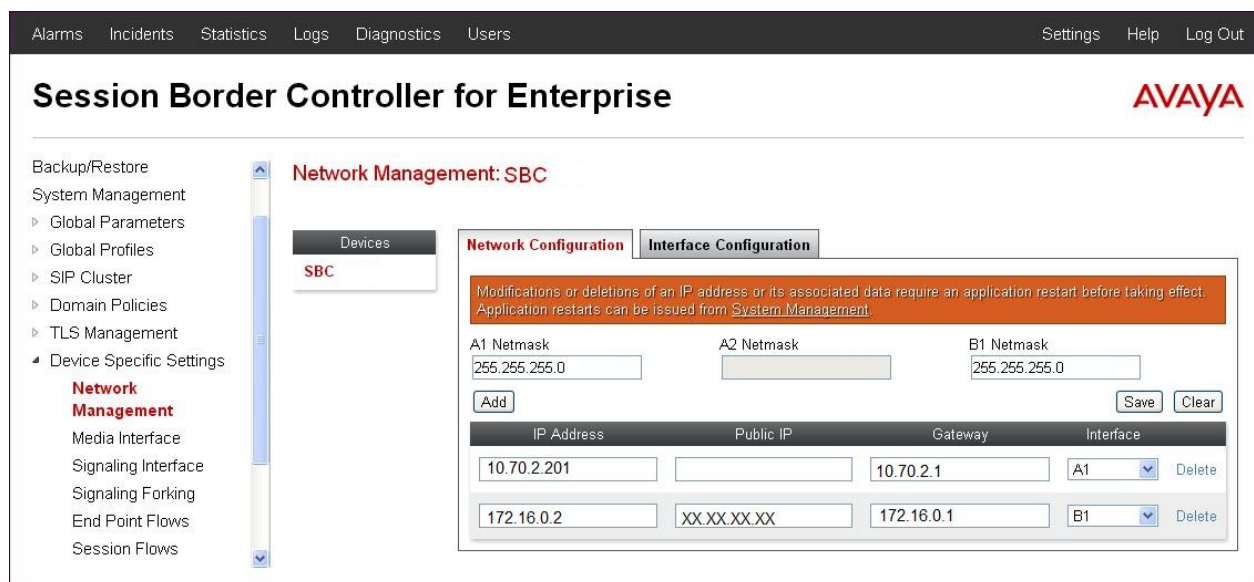 Alarms Incidents Statistics Logs Diagnostics Users Settings Help Log Out
Session Border Controller for Enterprise
AVAYA
Backup/Restore
System Management
Global Parameters
Global Profiles
SIP Cluster
Domain Policies
TLS Management
Device Specific Settings
Network
Management
Media Interface
Signaling Interface
Signaling Forking
End Point Flows
Session Flows
Network Management: SBC
Devices
SBC
Network Configuration Interface Configuration
Modifications or deletions of an IP address or its associated data require an application restart before taking effect.
Application restarts can be issued from System Management.
A1 Netmask A2 Netmask B1 Netmask
255.255.255.0 255.255.255.0
Add Save Clear
IP Address Public IP Gateway Interface
10.70.2.201 10.70.2.1 A1 Delete
172.16.0.2 XX.XX.XX.XX 172.16.0.1 B1 Delete